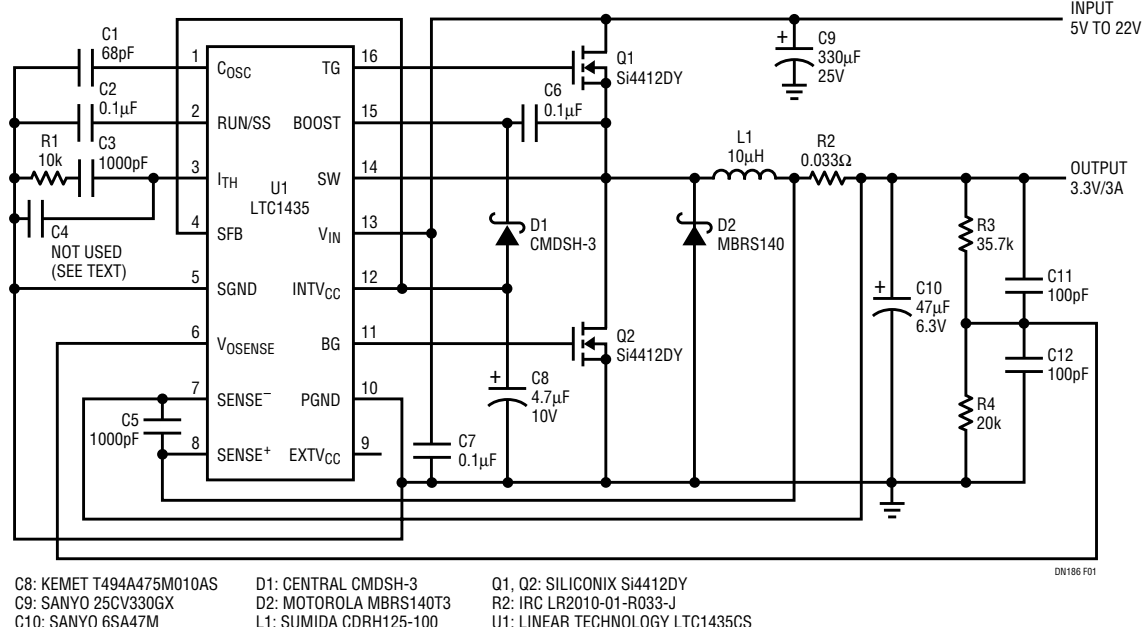 INPUT
5V TO 22V
C1
68pF
C2
0.1µF
R1
10k
C3
1000pF
C4
NOT USED
(SEE TEXT)
C5
1000pF
1
2
3
4
5
6
7
8
COSC
RUN/SS
ITH
SFB
SGND
VOSENSE
SENSE−
SENSE+
U1
LTC1435
TG
BOOST
SW
VIN
INTVCC
BG
PGND
EXTVCC
16
15
14
13
12
11
10
9
Q1
Si4412DY
C6
0.1µF
+
C9
330µF
25V
D1
CMDSH-3
L1
10µH
R2
0.033Ω
OUTPUT
3.3V/3A
D2
MBRS140
Q2
Si4412DY
+
C8
4.7µF
10V
C7
0.1µF
+
C10
47µF
6.3V
R3
35.7k
C11
100pF
C12
100pF
R4
20k
DN186 F01
C8: KEMET T494A475M010AS
C9: SANYO 25CV330GX
C10: SANYO 6SA47M
D1: CENTRAL CMDSH-3
D2: MOTOROLA MBRS140T3
L1: SUMIDA CDRH125-100
Q1, Q2: SILICONIX Si4412DY
R2: IRC LR2010-01-R033-J
U1: LINEAR TECHNOLOGY LTC1435CS